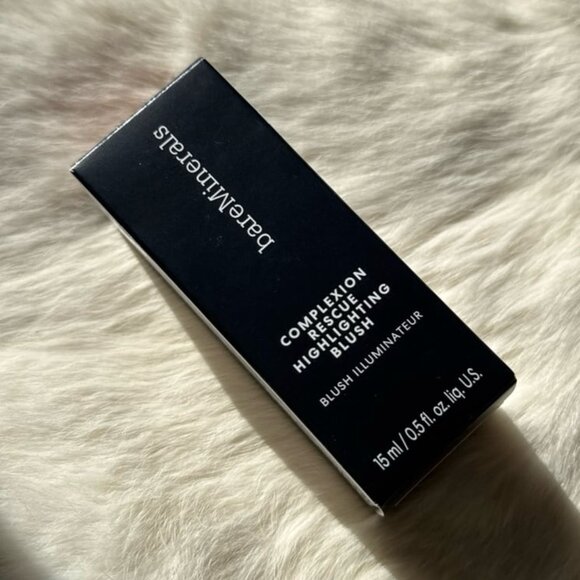 bareMinerals
COMPLEXION
RESCUE
HIGHLIGHTING
BLUSH
BLUSH ILLUMINATEUR
15 ml / 0.5 fl. oz. liq. U.S.